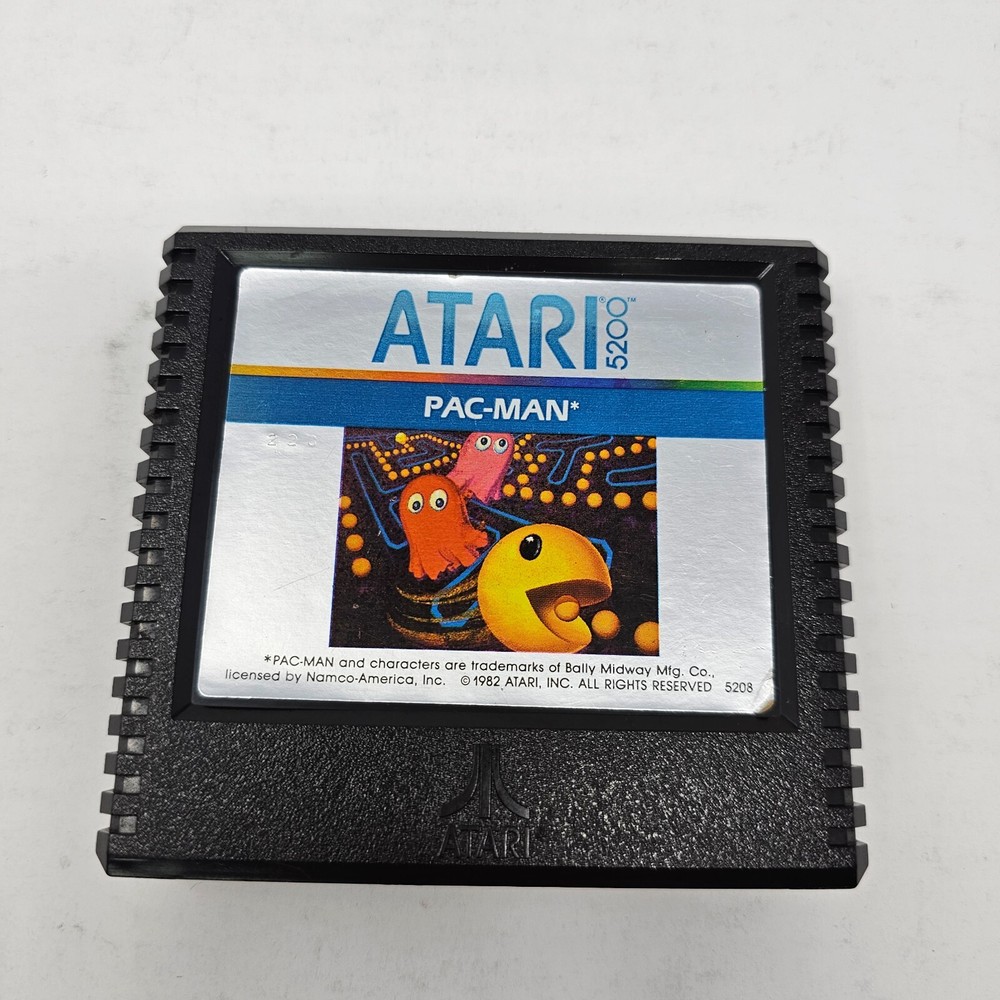 ATARI® 5200™
PAC-MAN*
*PAC-MAN and characters are trademarks of Bally Midway Mfg. Co.,
licensed by Namco-America, Inc. © 1982 ATARI, INC. ALL RIGHTS RESERVED 5208
ATARI